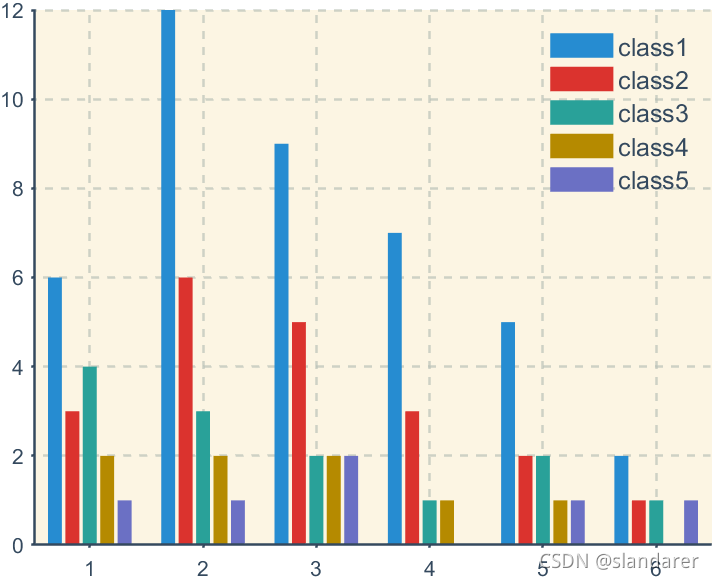 12
10
8
6
4
2
0
class1
class2
class3
class4
class5
1 2 3 4 5 6
CSDN @slandarer